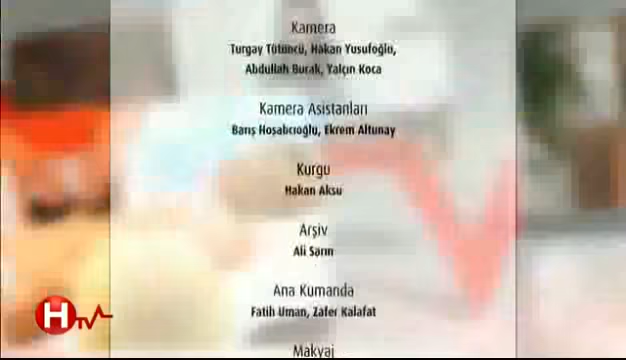 Kamera
Turgay Tütüncü, Hakan Yusufoğlu,
Abdullah Burak, Yalçın Koca
Kamera Asistanları
Barış Hoşabcıoğlu, Ekrem Altunay
Kurgu
Hakan Aksu
Arşiv
Ali Sarın
Ana Kumanda
Fatih Uman, Zafer Kalafat
Makyaj
H TV